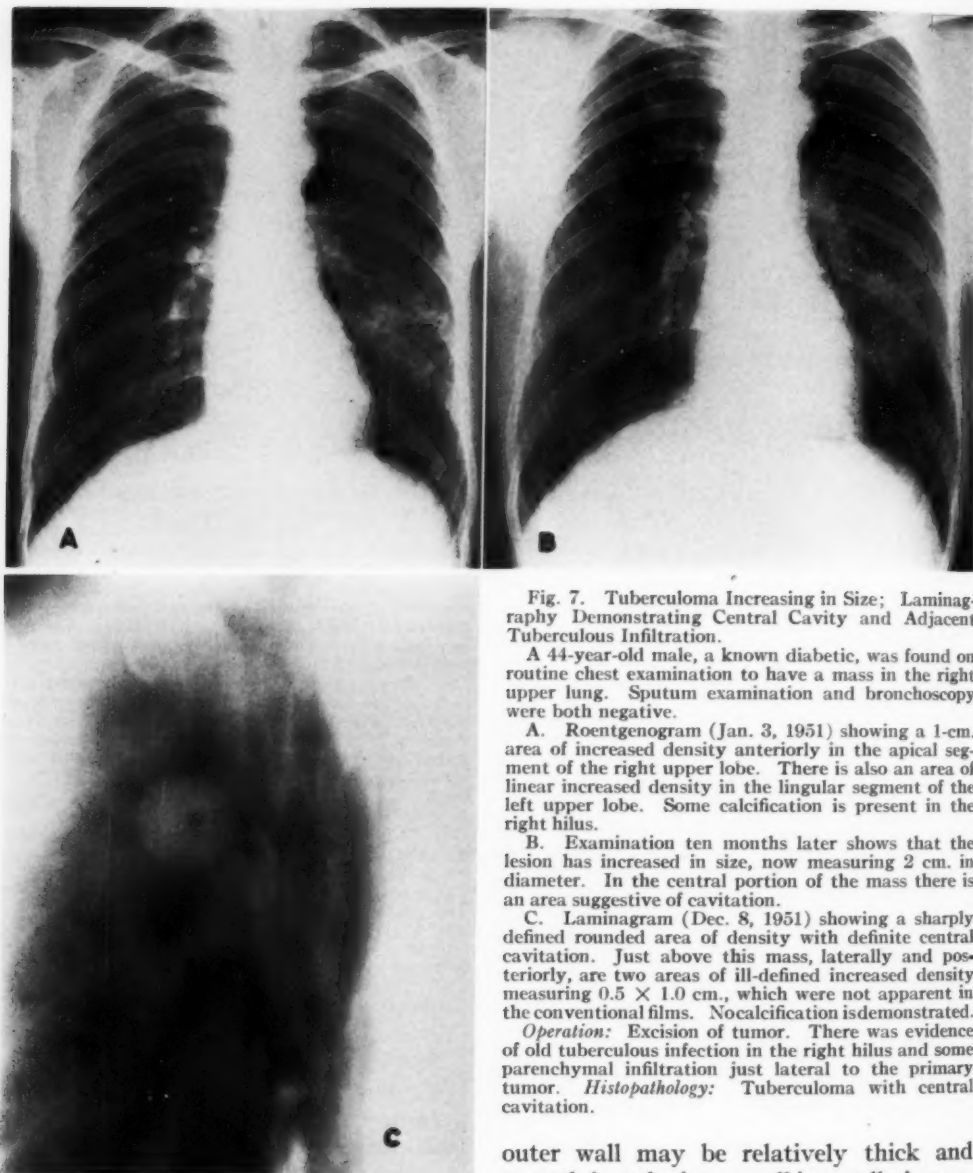 A
B
C
Fig. 7. Tuberculoma Increasing in Size; Laminag-
raphy Demonstrating Central Cavity and Adjacent
Tuberculous Infiltration.
A 44-year-old male, a known diabetic, was found on
routine chest examination to have a mass in the right
upper lung. Sputum examination and bronchoscopy
were both negative.
A. Roentgenogram (Jan. 3, 1951) showing a 1-cm.
area of increased density anteriorly in the apical seg-
ment of the right upper lobe. There is also an area of
linear increased density in the lingular segment of the
left upper lobe. Some calcification is present in the
right hilus.
B. Examination ten months later shows that the
lesion has increased in size, now measuring 2 cm. in
diameter. In the central portion of the mass there is
an area suggestive of cavitation.
C. Laminagram (Dec. 8, 1951) showing a sharply
defined rounded area of density with definite central
cavitation. Just above this mass, laterally and pos-
teriorly, are two areas of ill-defined increased density
measuring 0.5 × 1.0 cm., which were not apparent in
the conventional films. No calcification is demonstrated.
Operation: Excision of tumor. There was evidence
of old tuberculous infection in the right hilus and some
parenchymal infiltration just lateral to the primary
tumor. Histopathology: Tuberculoma with central
cavitation.
outer wall may be relatively thick and